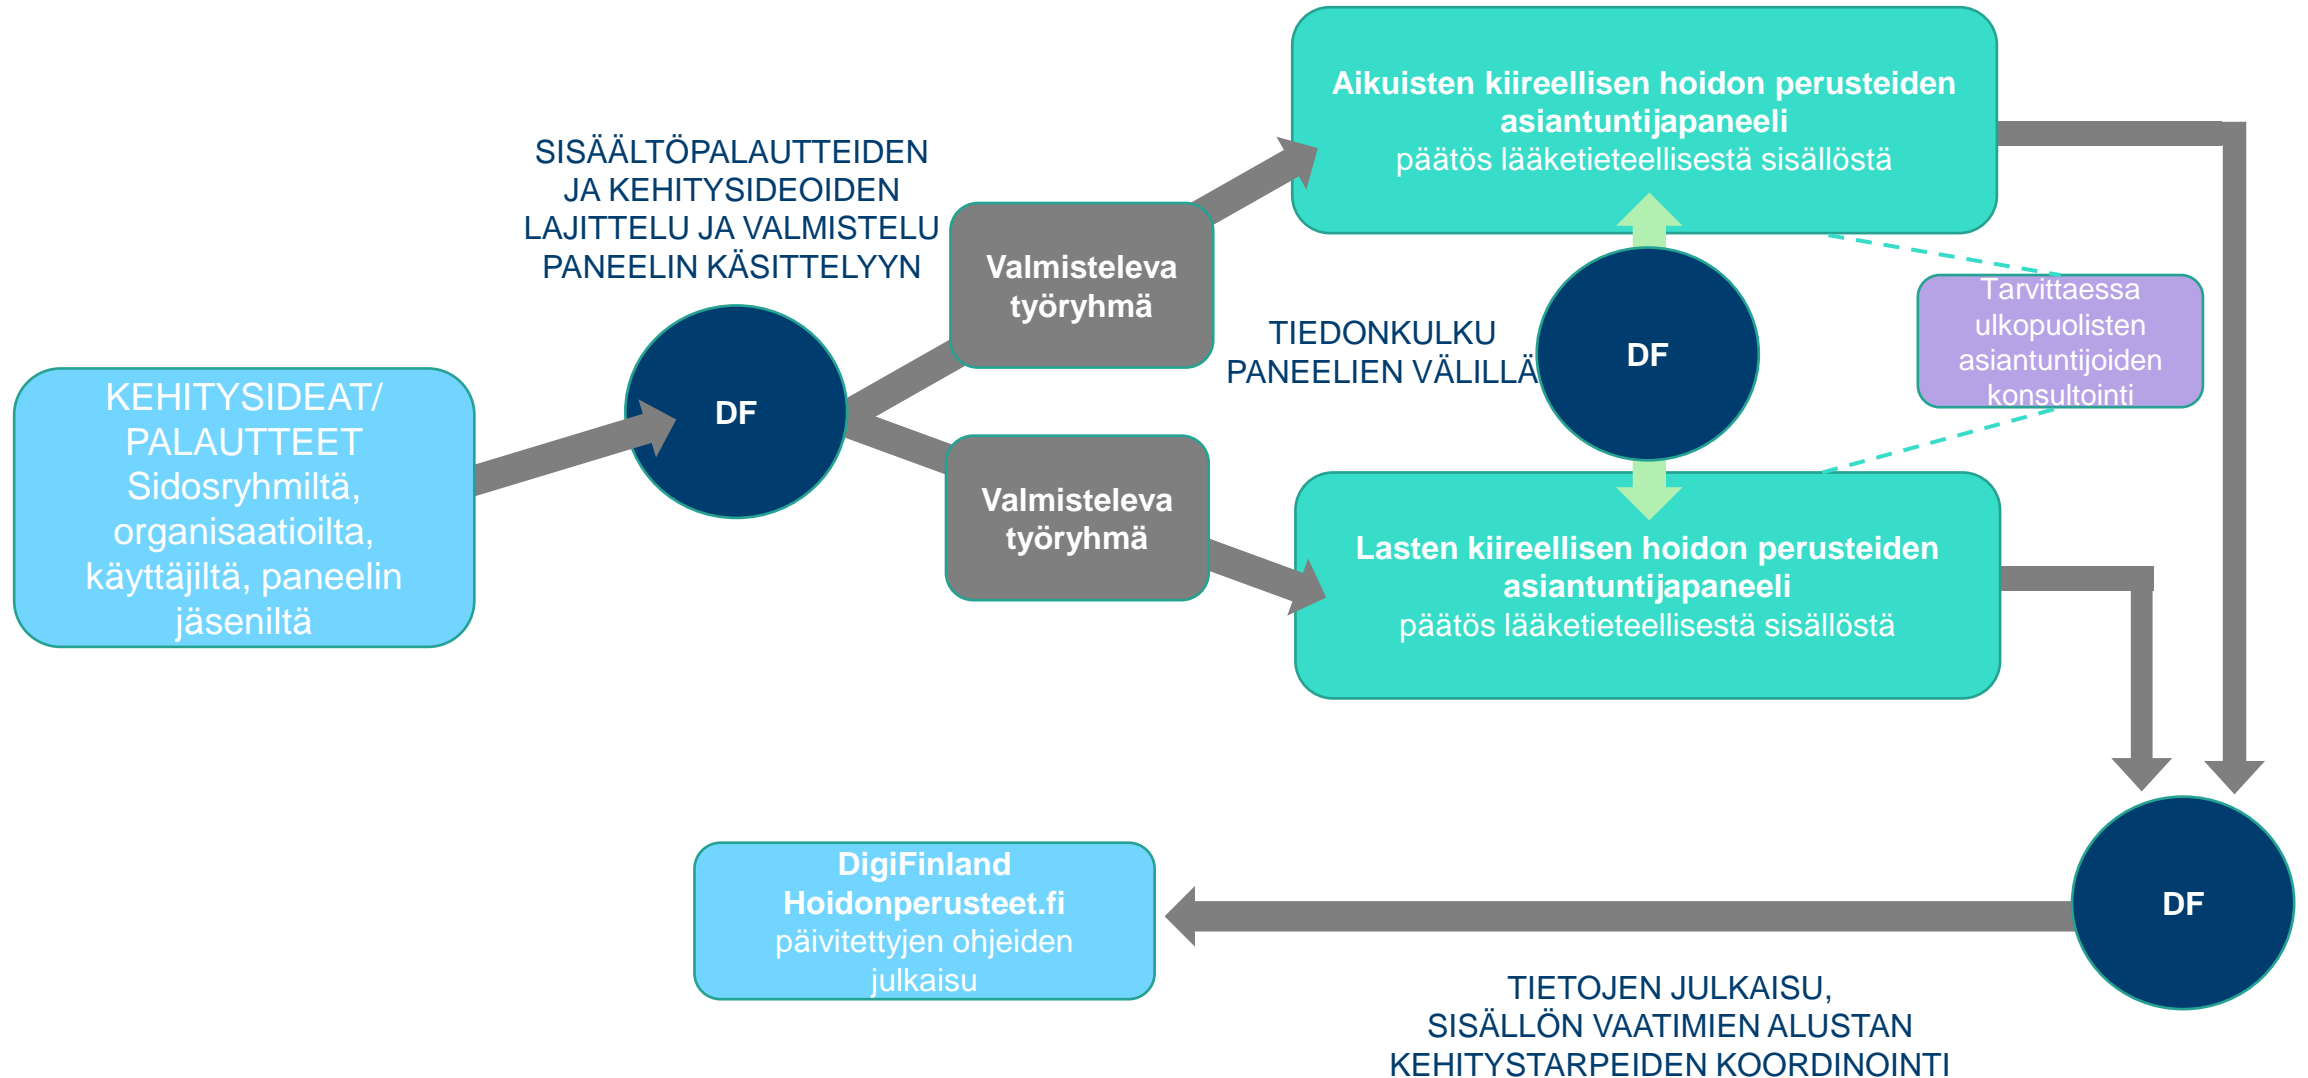 KEHITYSIDEAT/
PALAUTTEET
Sidosryhmiltä,
organisaatioilta,
käyttäjiltä, paneelin
jäseniltä
SISÄÄLTÖPALAUTTEIDEN
JA KEHITYSIDEOIDEN
LAJITTELU JA VALMISTELU
PANEELIN KÄSITTELYYN
DF
Valmisteleva
työryhmä
Valmisteleva
työryhmä
Aikuisten kiireellisen hoidon perusteiden
asiantuntijapaneeli
päätös lääketieteellisestä sisällöstä
TIEDONKULKU
PANEELIEN VÄLILLÄ
DF
Tarvittaessa
ulkopuolisten
asiantuntijoiden
konsultointi
Lasten kiireellisen hoidon perusteiden
asiantuntijapaneeli
päätös lääketieteellisestä sisällöstä
DF
DigiFinland
Hoidonperusteet.fi
päivitettyjen ohjeiden
julkaisu
TIETOJEN JULKAISU,
SISÄLLÖN VAATIMIEN ALUSTAN
KEHITYSTARPEIDEN KOORDINOINTI